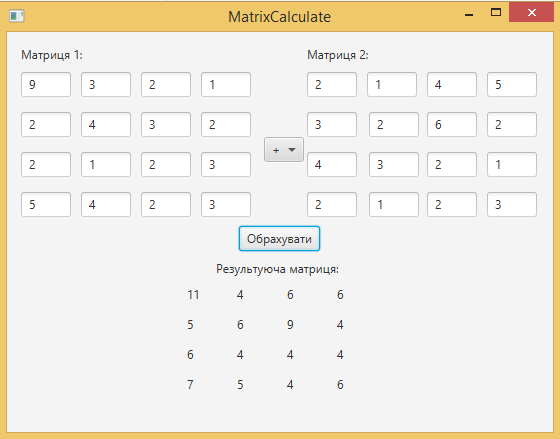 MatrixCalculate
Матриця 1: Матриця 2:
9 3 2 1 2 1 4 5
2 4 3 2 3 2 6 2
+
2 1 2 3 4 3 2 1
5 4 2 3 2 1 2 3
Обрахувати
Результуюча матриця:
11 4 6 6
5 6 9 4
6 4 4 4
7 5 4 6